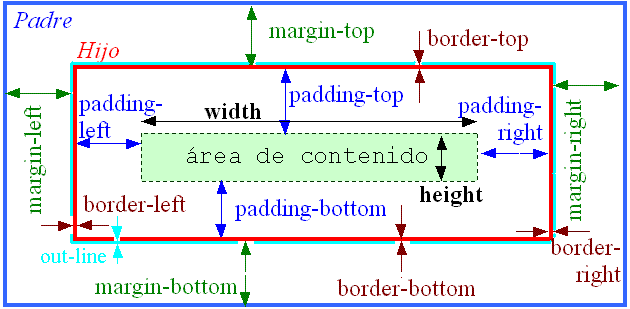 Padre
margin-top
border-top
Hijo
padding-
left
width
padding-top
padding-
right
margin-left
margin-right
área de contenido
height
border-left
padding-bottom
out-line
border-
right
margin-bottom
border-bottom